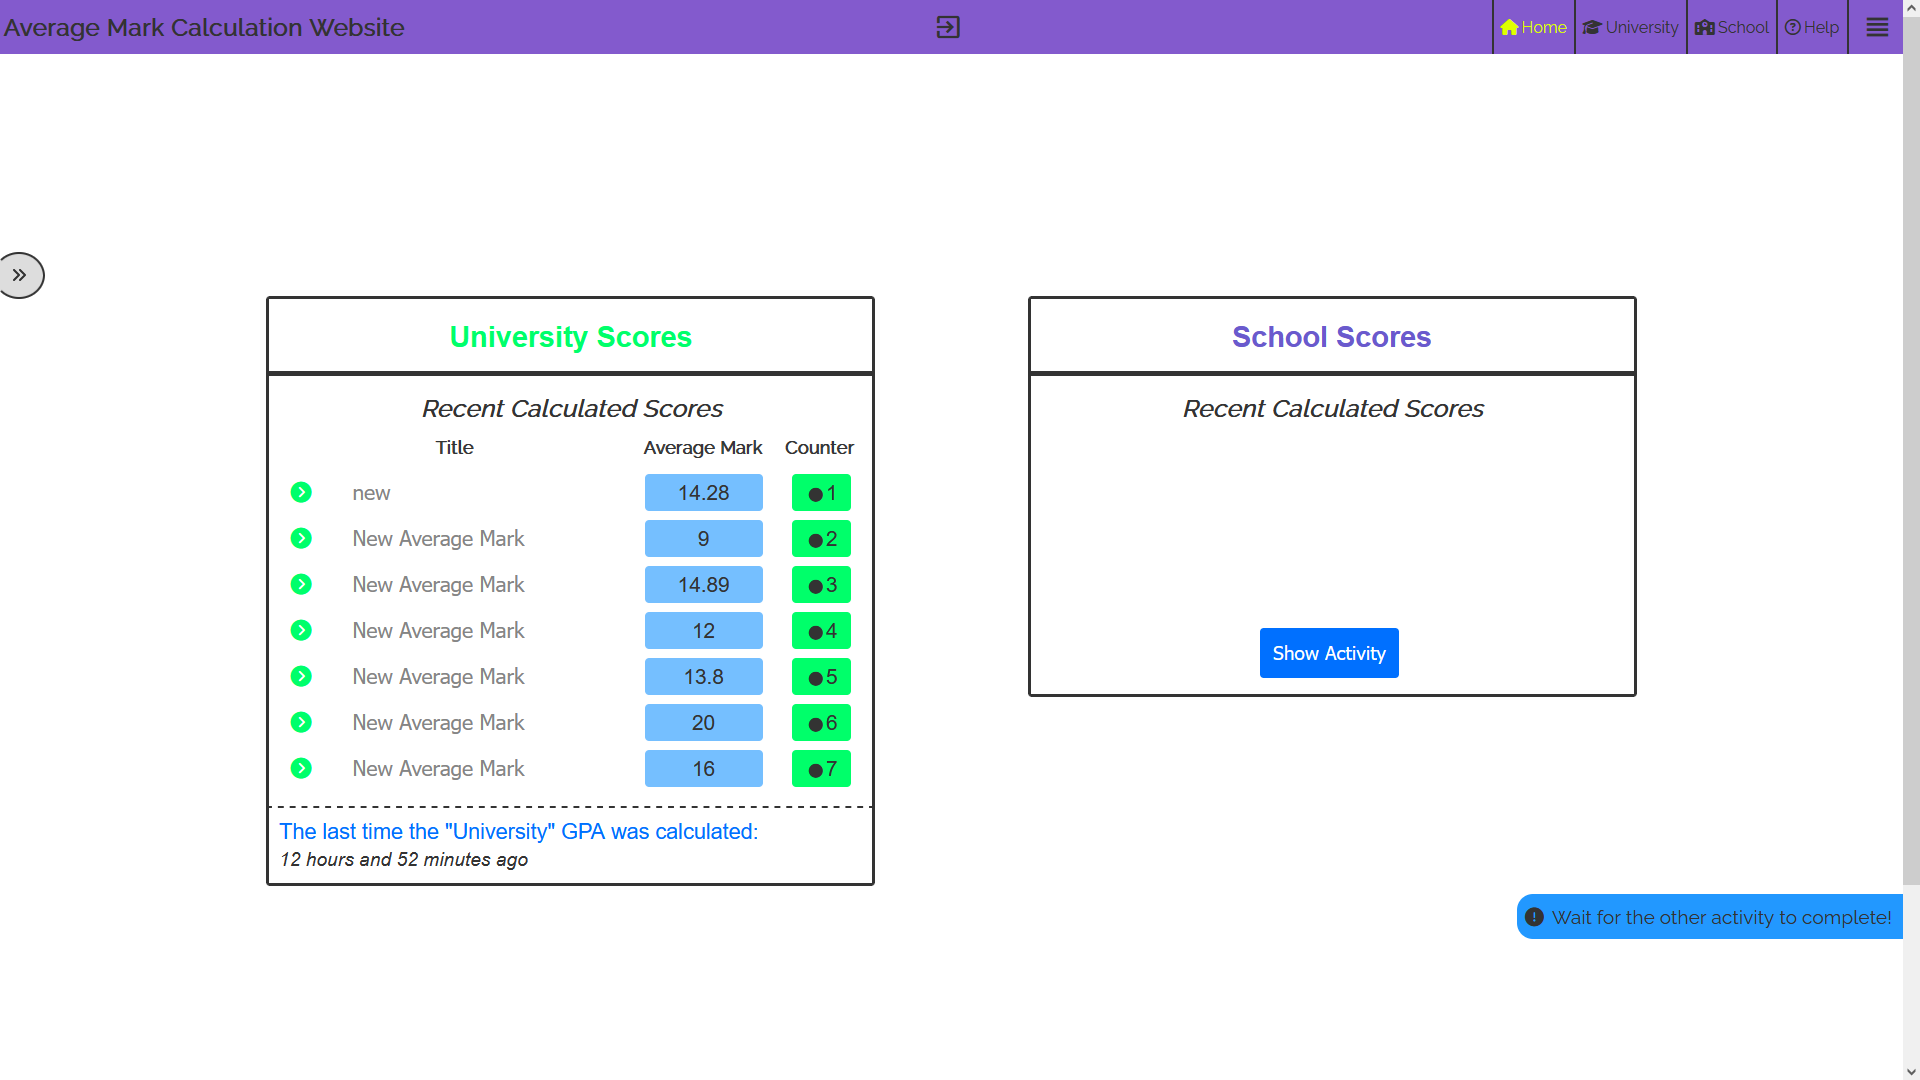 Average Mark Calculation Website
Home
University
School
Help
University Scores
Recent Calculated Scores
Title Average Mark Counter
new 14.28 1
New Average Mark 9 2
New Average Mark 14.89 3
New Average Mark 12 4
New Average Mark 13.8 5
New Average Mark 20 6
New Average Mark 16 7
The last time the "University" GPA was calculated:
12 hours and 52 minutes ago
School Scores
Recent Calculated Scores
Show Activity
Wait for the other activity to complete!